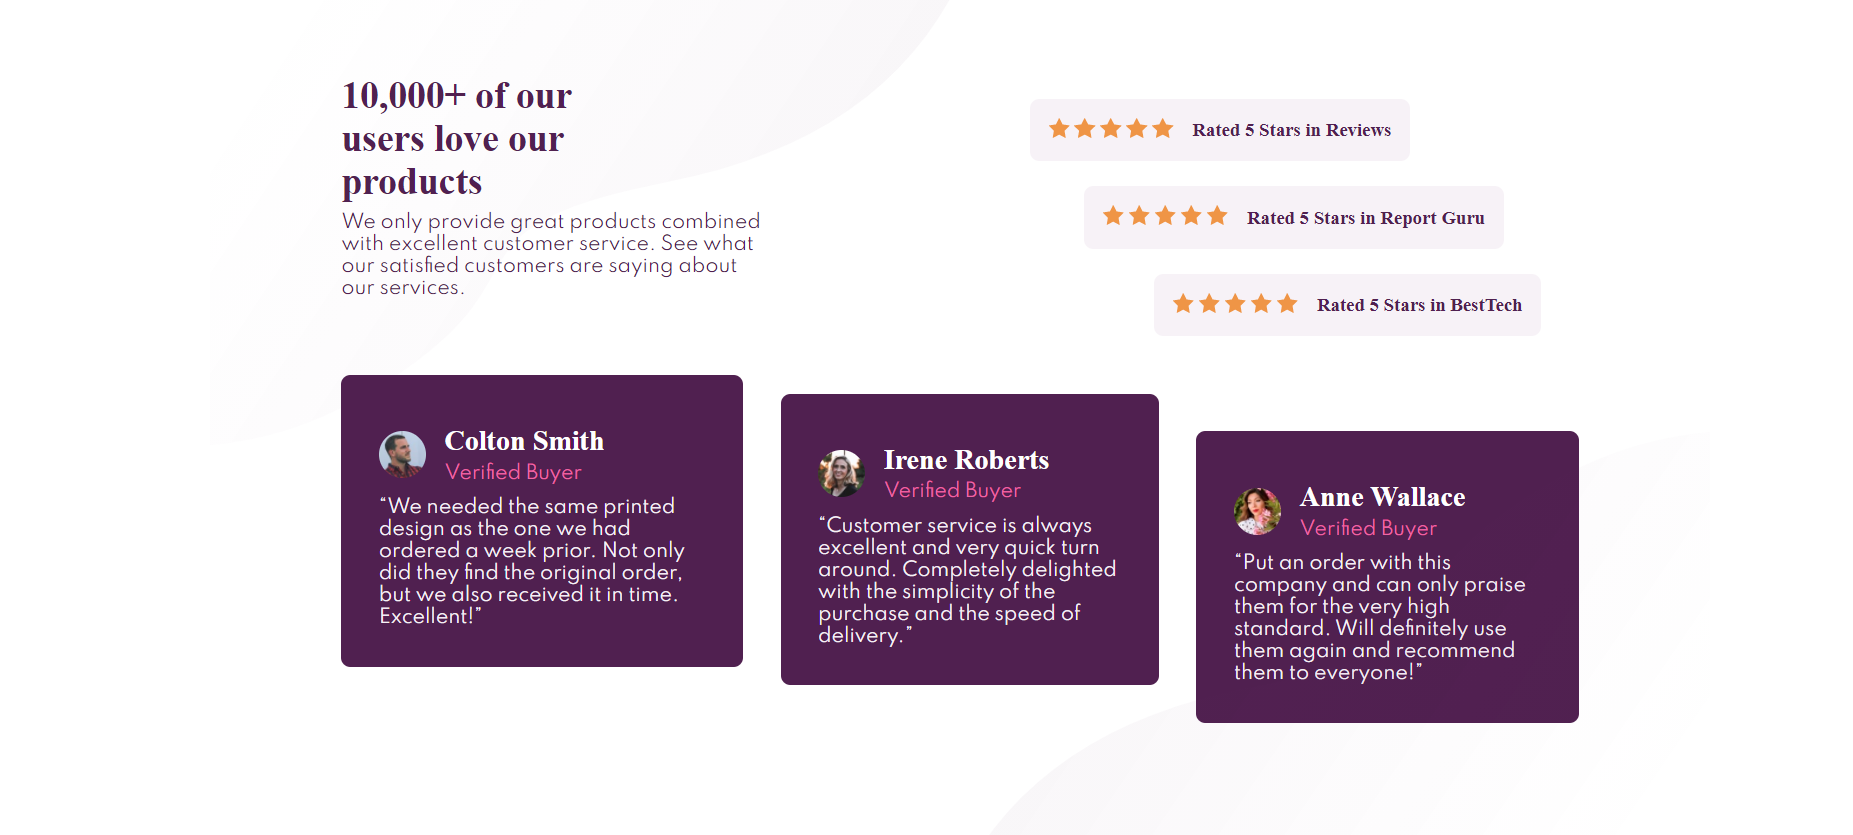 10,000+ of our
users love our
products
We only provide great products combined
with excellent customer service. See what
our satisfied customers are saying about
our services.
Rated 5 Stars in Reviews
Rated 5 Stars in Report Guru
Rated 5 Stars in BestTech
Colton Smith
Verified Buyer
“We needed the same printed
design as the one we had
ordered a week prior. Not only
did they find the original order,
but we also received it in time.
Excellent!”
Irene Roberts
Verified Buyer
“Customer service is always
excellent and very quick turn
around. Completely delighted
with the simplicity of the
purchase and the speed of
delivery.”
Anne Wallace
Verified Buyer
“Put an order with this
company and can only praise
them for the very high
standard. Will definitely use
them again and recommend
them to everyone!”